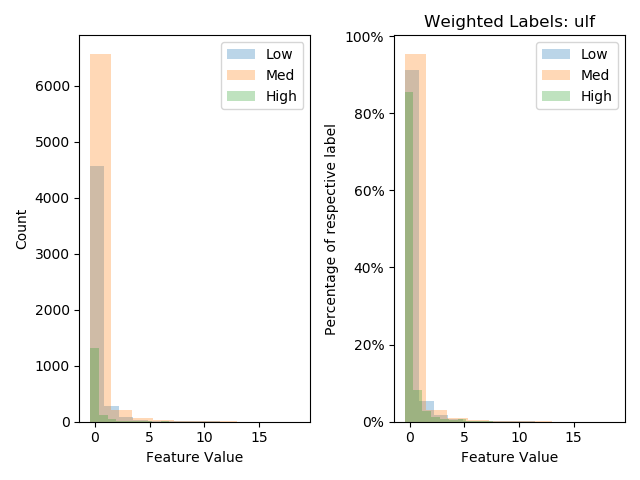 Low
Med
High
6000
5000
4000
3000
2000
1000
0
Count
0 5 10 15
Feature Value
Weighted Labels: ulf
Low
Med
High
100%
80%
60%
40%
20%
0%
Percentage of respective label
0 5 10 15
Feature Value